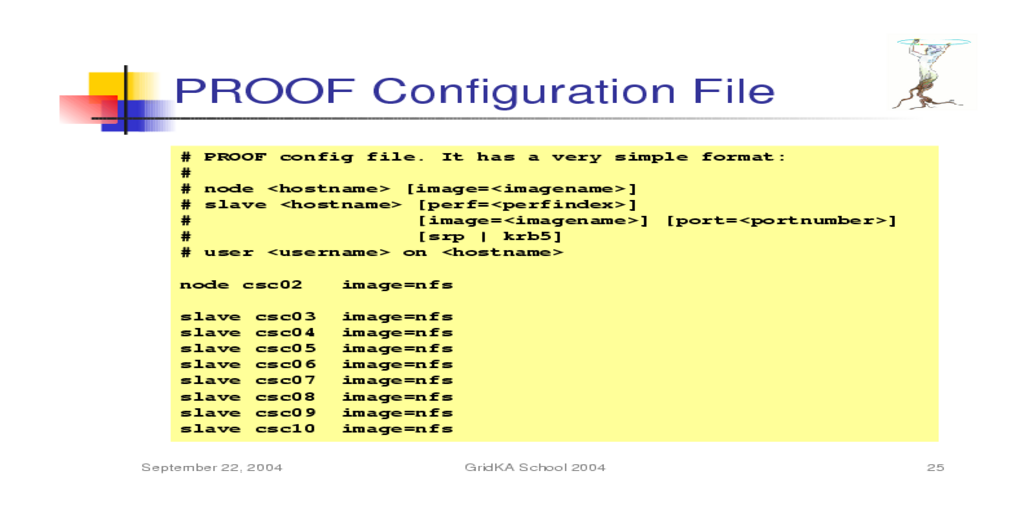 PROOF Configuration File
# PROOF config file. It has a very simple format:
#
# node <hostname> [image=<imagename>]
# slave <hostname> [perf=<perfindex>]
#                  [image=<imagename>] [port=<portnumber>]
#                  [srp | krb5]
# user <username> on <hostname>
node csc02   image=nfs
slave csc03  image=nfs
slave csc04  image=nfs
slave csc05  image=nfs
slave csc06  image=nfs
slave csc07  image=nfs
slave csc08  image=nfs
slave csc09  image=nfs
slave csc10  image=nfs
September 22, 2004 GridKA School 2004 25